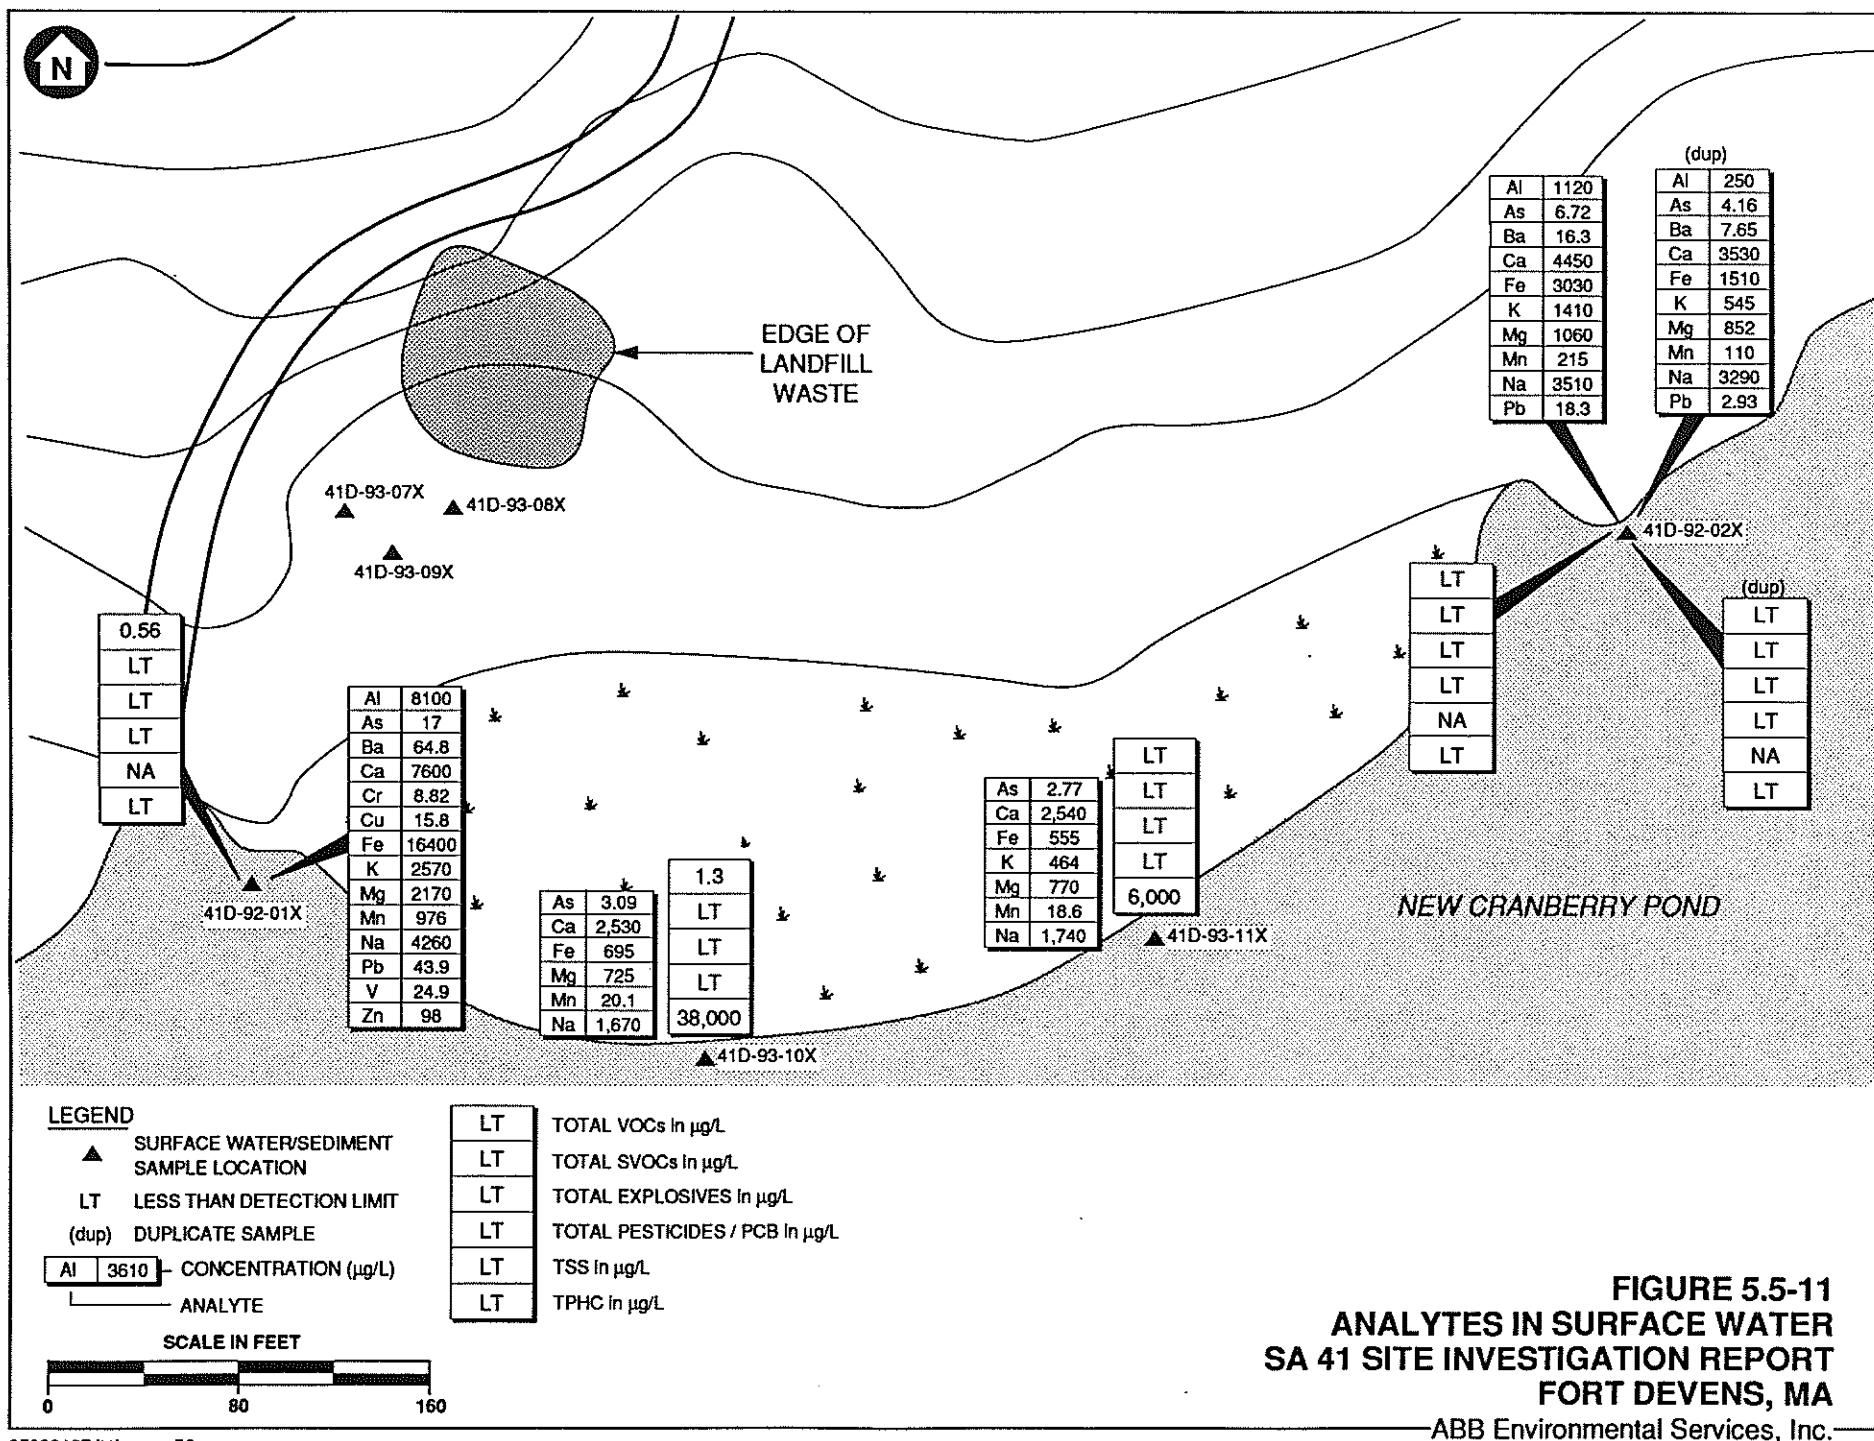 N
(dup)
Al 1120
As 6.72
Ba 16.3
Ca 4450
Fe 3030
K 1410
Mg 1060
Mn 215
Na 3510
Pb 18.3
Al 250
As 4.16
Ba 7.65
Ca 3530
Fe 1510
K 545
Mg 852
Mn 110
Na 3290
Pb 2.93
EDGE OF
LANDFILL
WASTE
41D-93-07X
41D-93-08X
41D-93-09X
41D-92-02X
LT
LT
LT
LT
NA
LT
(dup)
LT
LT
LT
LT
NA
LT
0.56
LT
LT
LT
NA
LT
41D-92-01X
Al 8100
As 17
Ba 64.8
Ca 7600
Cr 8.82
Cu 15.8
Fe 16400
K 2570
Mg 2170
Mn 976
Na 4260
Pb 43.9
V 24.9
Zn 98
As 3.09
Ca 2,530
Fe 695
Mg 725
Mn 20.1
Na 1,670
1.3
LT
LT
LT
38,000
41D-93-10X
As 2.77
Ca 2,540
Fe 555
K 464
Mg 770
Mn 18.6
Na 1,740
LT
LT
LT
LT
6,000
41D-93-11X
NEW CRANBERRY POND
LEGEND
SURFACE WATER/SEDIMENT
SAMPLE LOCATION
LT LESS THAN DETECTION LIMIT
(dup) DUPLICATE SAMPLE
Al 3610 CONCENTRATION (µg/L)
ANALYTE
SCALE IN FEET
0 80 160
LT TOTAL VOCs in µg/L
LT TOTAL SVOCs in µg/L
LT TOTAL EXPLOSIVES in µg/L
LT TOTAL PESTICIDES / PCB in µg/L
LT TSS in µg/L
LT TPHC in µg/L
FIGURE 5.5-11
ANALYTES IN SURFACE WATER
SA 41 SITE INVESTIGATION REPORT
FORT DEVENS, MA
ABB Environmental Services, Inc.